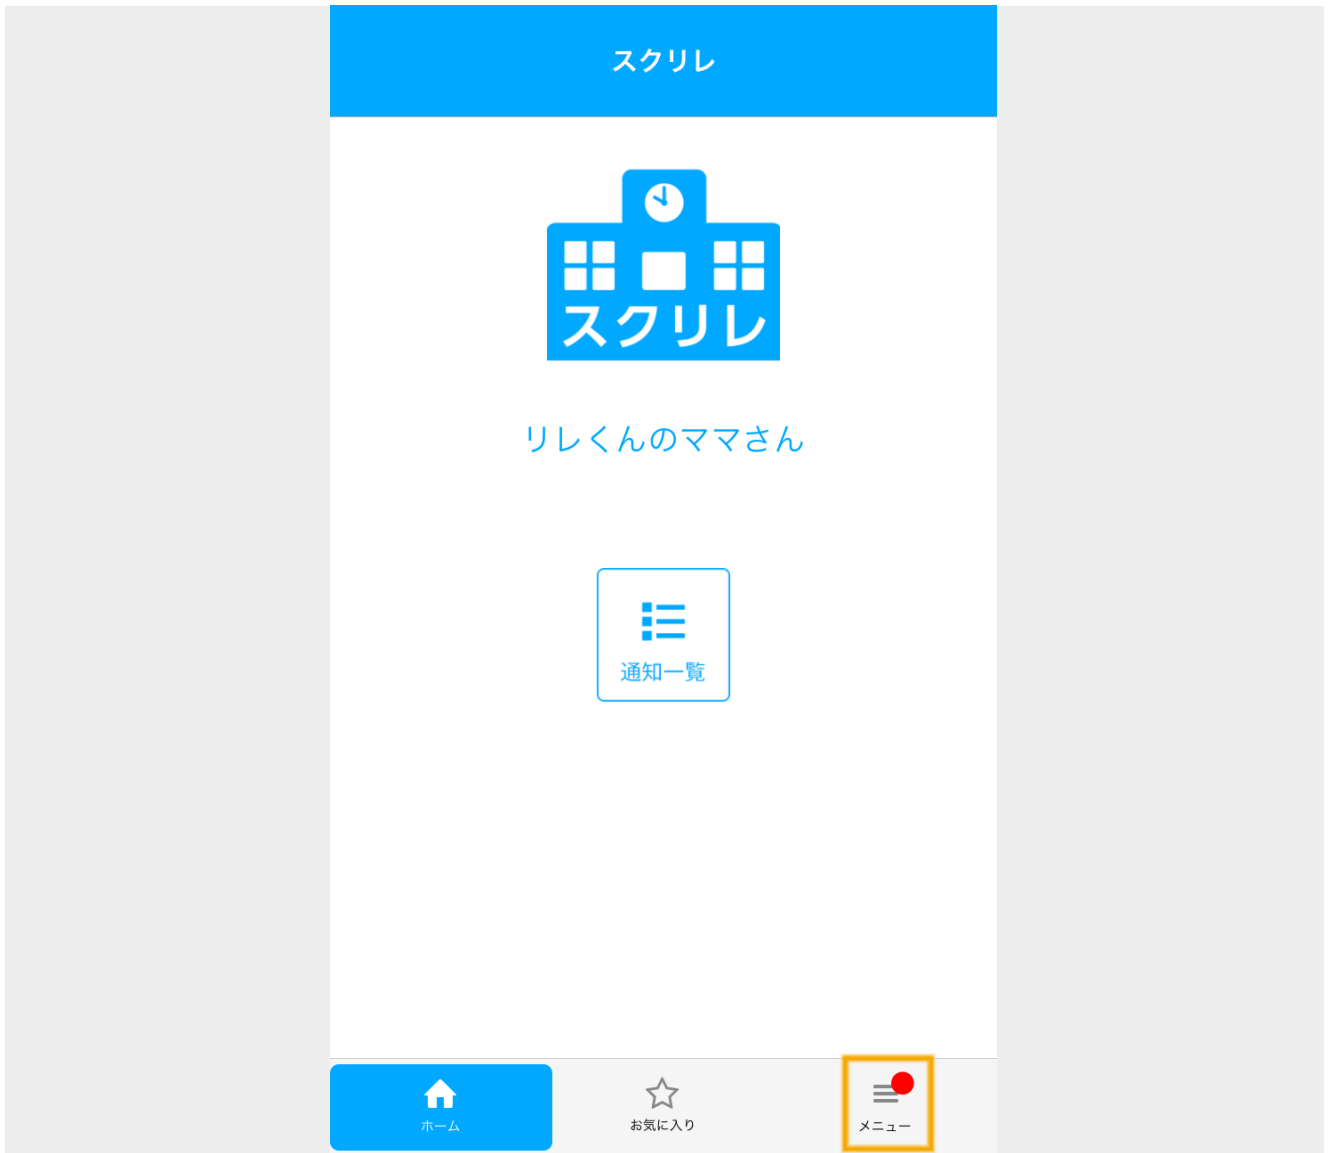 スクリレ
スクリレ
リレくんのママさん
通知一覧
ホーム
お気に入り
メニュー